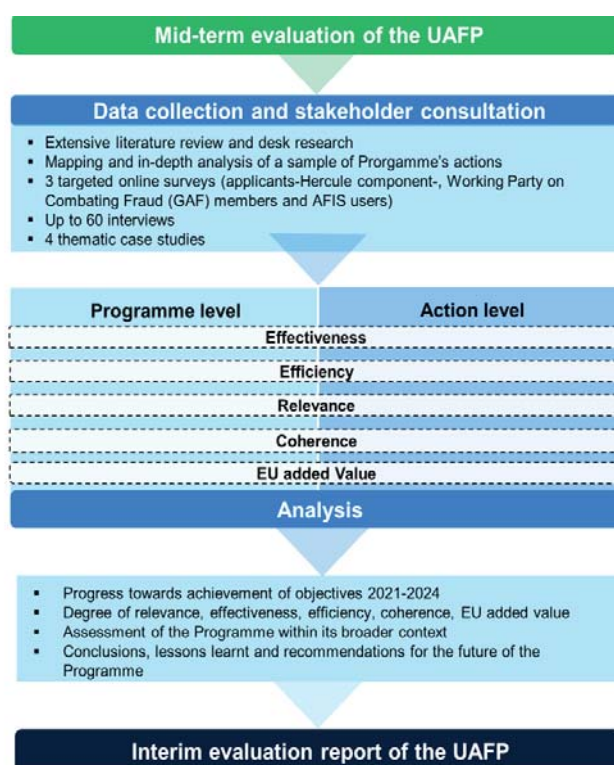 Mid-term evaluation of the UAFP
Data collection and stakeholder consultation
▪ Extensive literature review and desk research
▪ Mapping and in-depth analysis of a sample of Prorgamme's actions
▪ 3 targeted online surveys (applicants-Hercule component-, Working Party on
Combating Fraud (GAF) members and AFIS users)
▪ Up to 60 interviews
▪ 4 thematic case studies
Programme level
Action level
Effectiveness
Efficiency
Relevance
Coherence
EU added Value
Analysis
▪ Progress towards achievement of objectives 2021-2024
▪ Degree of relevance, effectiveness, efficiency, coherence, EU added value
▪ Assessment of the Programme within its broader context
▪ Conclusions, lessons learnt and recommendations for the future of the
Programme
Interim evaluation report of the UAFP